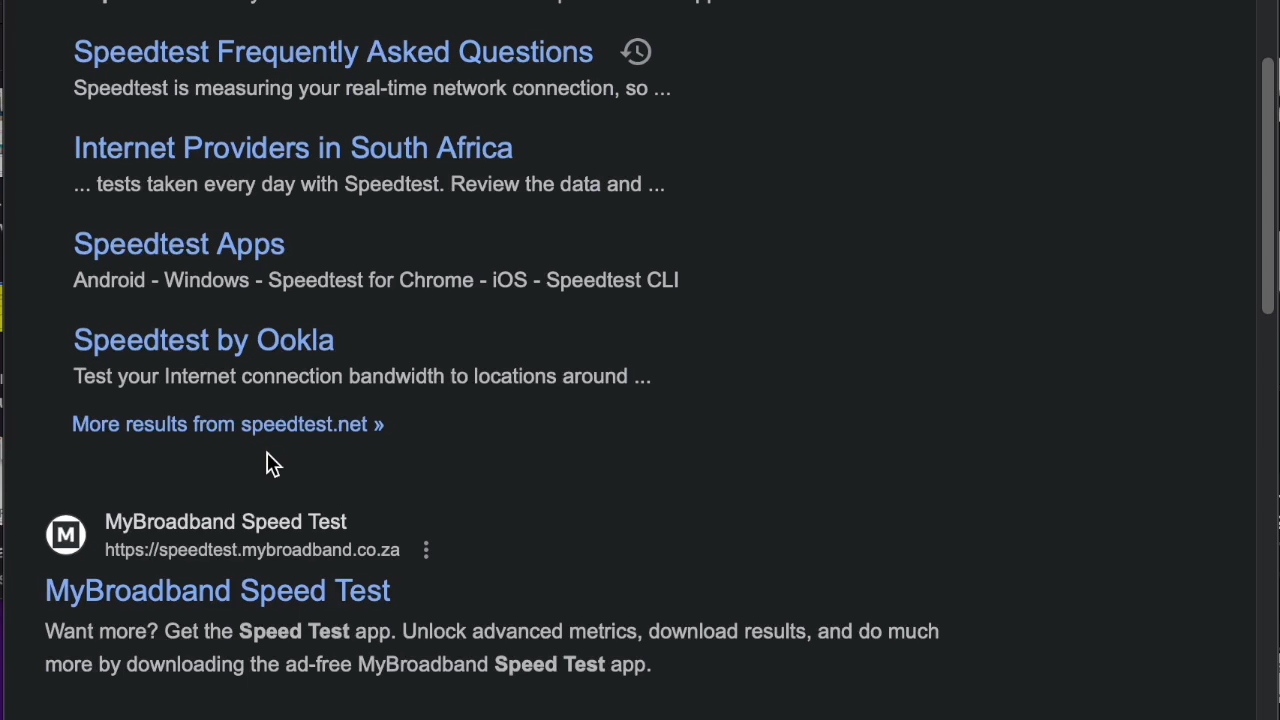 Speedtest Frequently Asked Questions
Speedtest is measuring your real-time network connection, so ...
Internet Providers in South Africa
... tests taken every day with Speedtest. Review the data and ...
Speedtest Apps
Android - Windows - Speedtest for Chrome - iOS - Speedtest CLI
Speedtest by Ookla
Test your Internet connection bandwidth to locations around ...
More results from speedtest.net »
M
MyBroadband Speed Test
https://speedtest.mybroadband.co.za
MyBroadband Speed Test
Want more? Get the Speed Test app. Unlock advanced metrics, download results, and do much
more by downloading the ad-free MyBroadband Speed Test app.